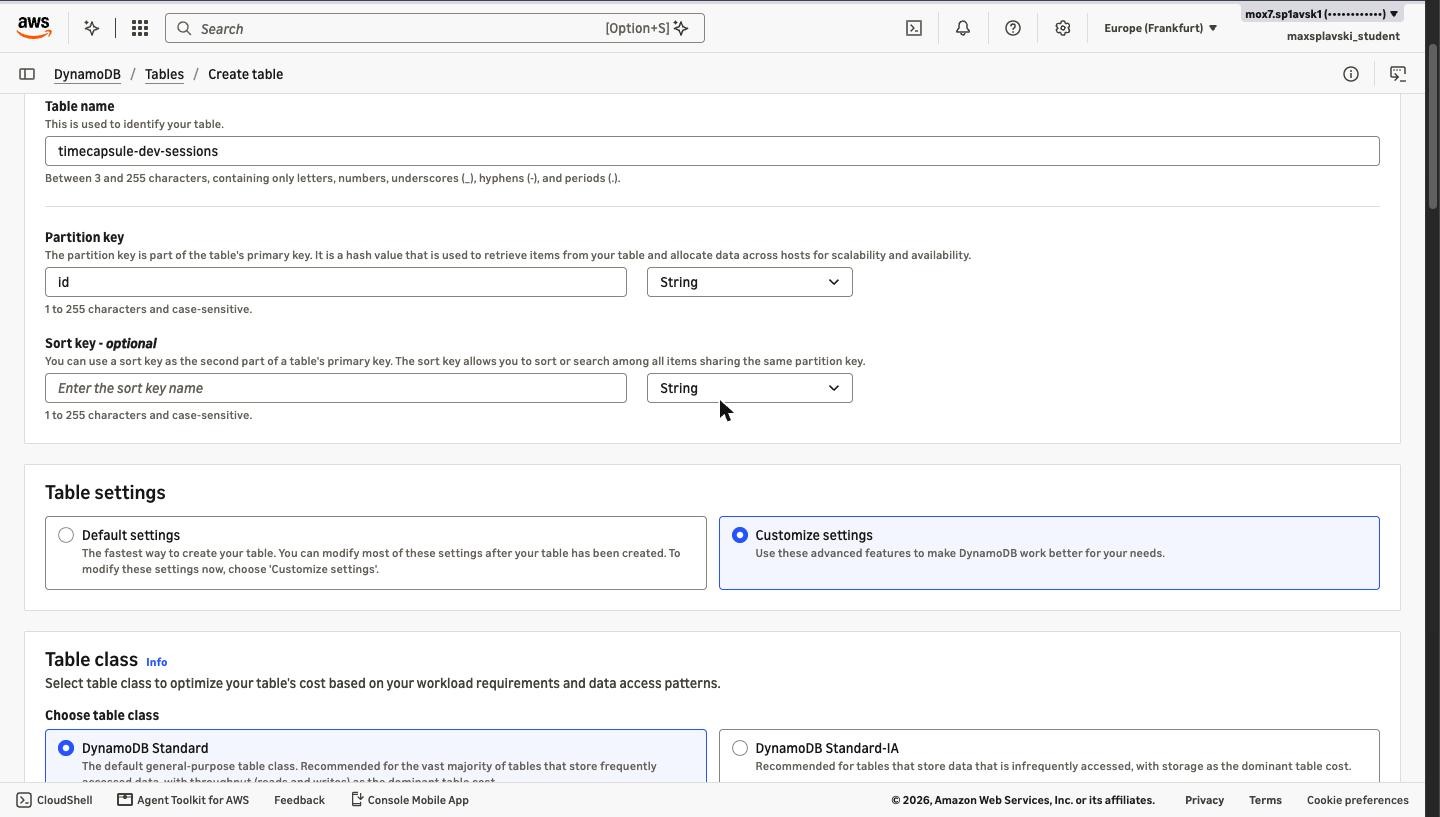 aws
Search
[Option+S]
Europe (Frankfurt)
mox7.sp1avsk1 (••••••••••••)
maxsplavski_student
DynamoDB / Tables / Create table
Table name
This is used to identify your table.
timecapsule-dev-sessions
Between 3 and 255 characters, containing only letters, numbers, underscores (_), hyphens (-), and periods (.).
Partition key
The partition key is part of the table's primary key. It is a hash value that is used to retrieve items from your table and allocate data across hosts for scalability and availability.
id
String
1 to 255 characters and case-sensitive.
Sort key - optional
You can use a sort key as the second part of a table's primary key. The sort key allows you to sort or search among all items sharing the same partition key.
Enter the sort key name
String
1 to 255 characters and case-sensitive.
Table settings
Default settings
The fastest way to create your table. You can modify most of these settings after your table has been created. To
modify these settings now, choose 'Customize settings'.
Customize settings
Use these advanced features to make DynamoDB work better for your needs.
Table class Info
Select table class to optimize your table's cost based on your workload requirements and data access patterns.
Choose table class
DynamoDB Standard
The default general-purpose table class. Recommended for the vast majority of tables that store frequently
accessed data, with throughput (reads and writes) as the dominant table cost.
DynamoDB Standard-IA
Recommended for tables that store data that is infrequently accessed, with storage as the dominant table cost.
CloudShell
Agent Toolkit for AWS
Feedback
Console Mobile App
© 2026, Amazon Web Services, Inc. or its affiliates.
Privacy
Terms
Cookie preferences